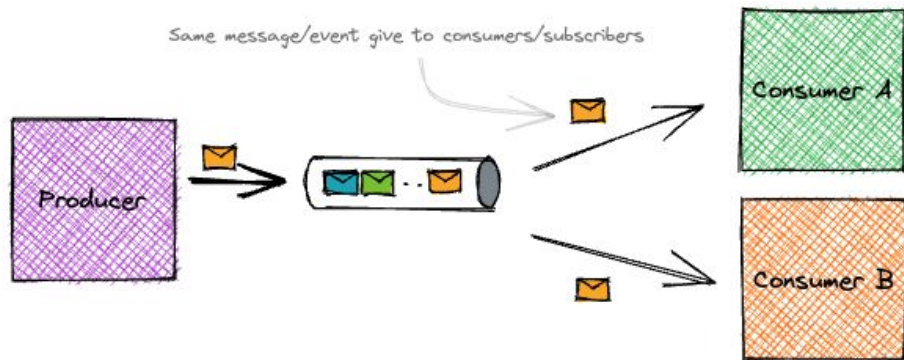 Same message/event give to consumers/subscribers
Consumer A
Producer
Consumer B